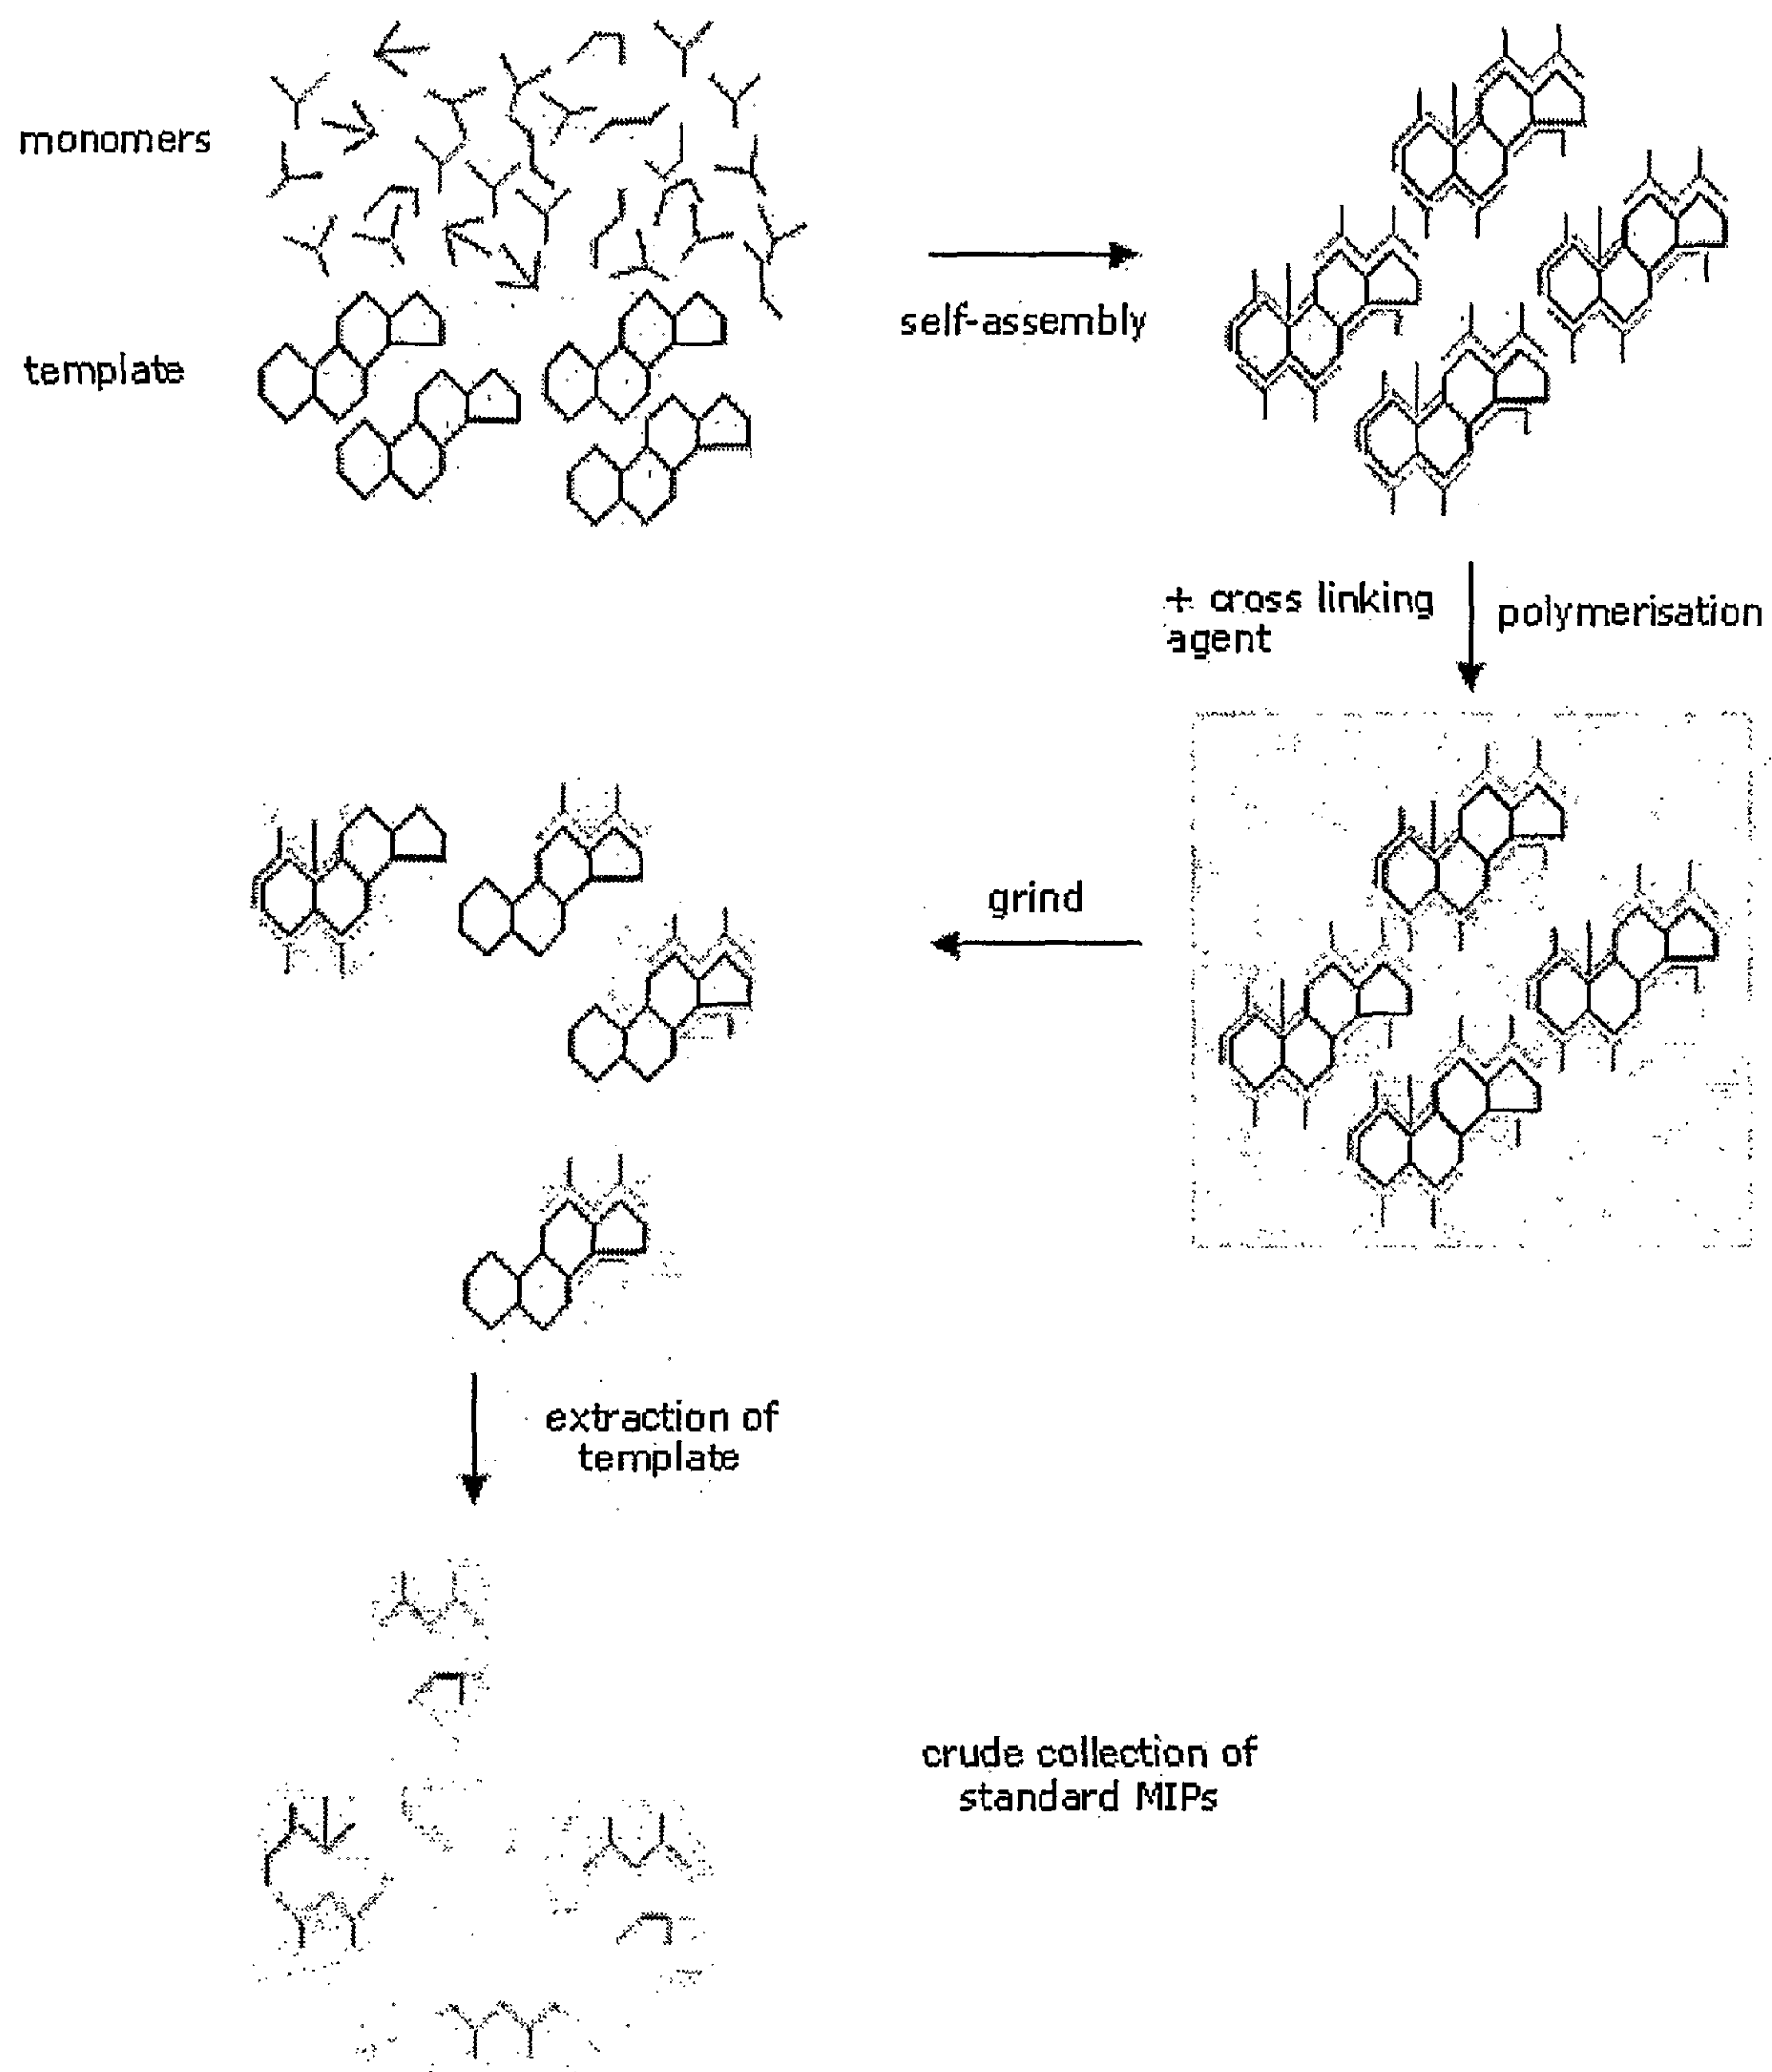 monomers
template
self-assembly
+ cross linking
agent
polymerisation
grind
extraction of
template
crude collection of
standard MIPs